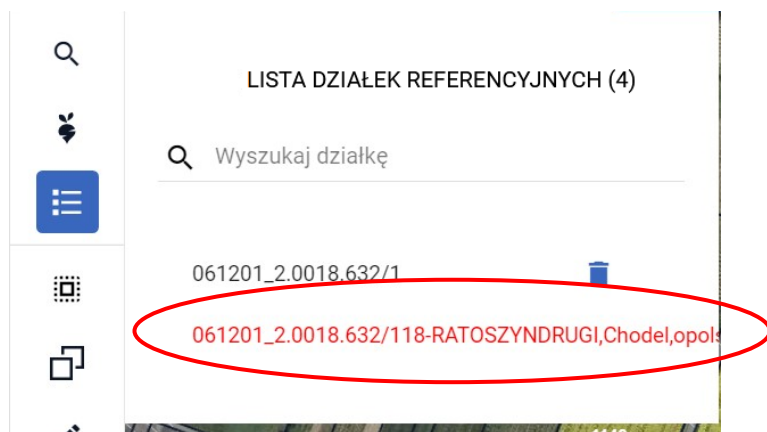 LISTA DZIAŁEK REFERENCYJNYCH (4)
Wyszukaj działkę
061201_2.0018.632/1
061201_2.0018.632/118-RATOSZYNDRUGI,Chodel,opols